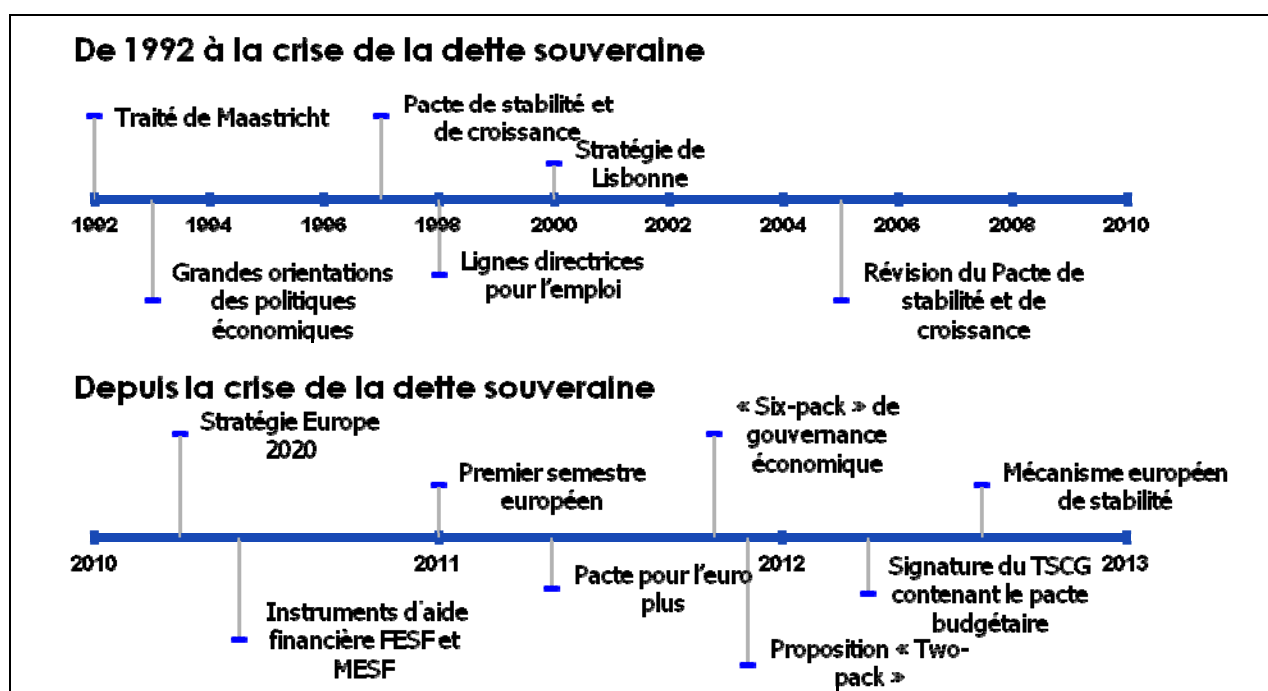 De 1992 à la crise de la dette souveraine
Traité de Maastricht
Pacte de stabilité et
de croissance
Stratégie de
Lisbonne
1992
1994
1996
1998
2000
2002
2004
2006
2008
2010
Grandes orientations
des politiques
économiques
Lignes directrices
pour l'emploi
Révision du Pacte de
stabilité et de
croissance
Depuis la crise de la dette souveraine
Stratégie Europe
2020
Premier semestre
européen
« Six-pack » de
gouvernance
économique
Mécanisme européen
de stabilité
2010
2011
2012
2013
Instruments d'aide
financière FESF et
MESF
Pacte pour l'euro
plus
Proposition « Two-
pack »
Signature du TSCG
contenant le pacte
budgétaire